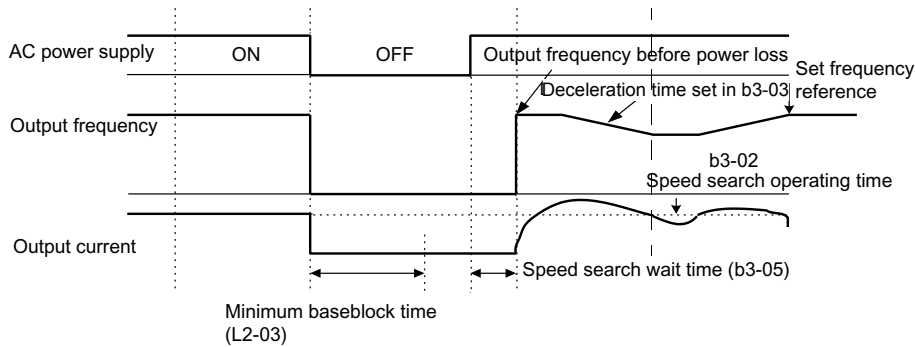 AC power supply
ON
OFF
Output frequency before power loss
Set frequency
reference
Deceleration time set in b3-03
Output frequency
b3-02
Speed search operating time
Output current
Speed search wait time (b3-05)
Minimum baseblock time
(L2-03)